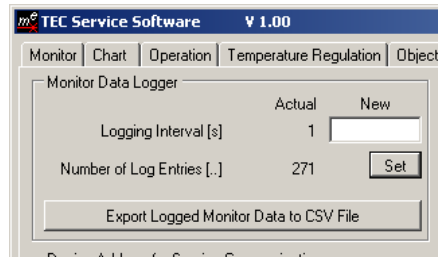 mᵉ TEC Service Software V 1.00
Monitor Chart Operation Temperature Regulation Object
Monitor Data Logger
Actual New
Logging Interval [s] 1
Number of Log Entries [..] 271 Set
Export Logged Monitor Data to CSV File